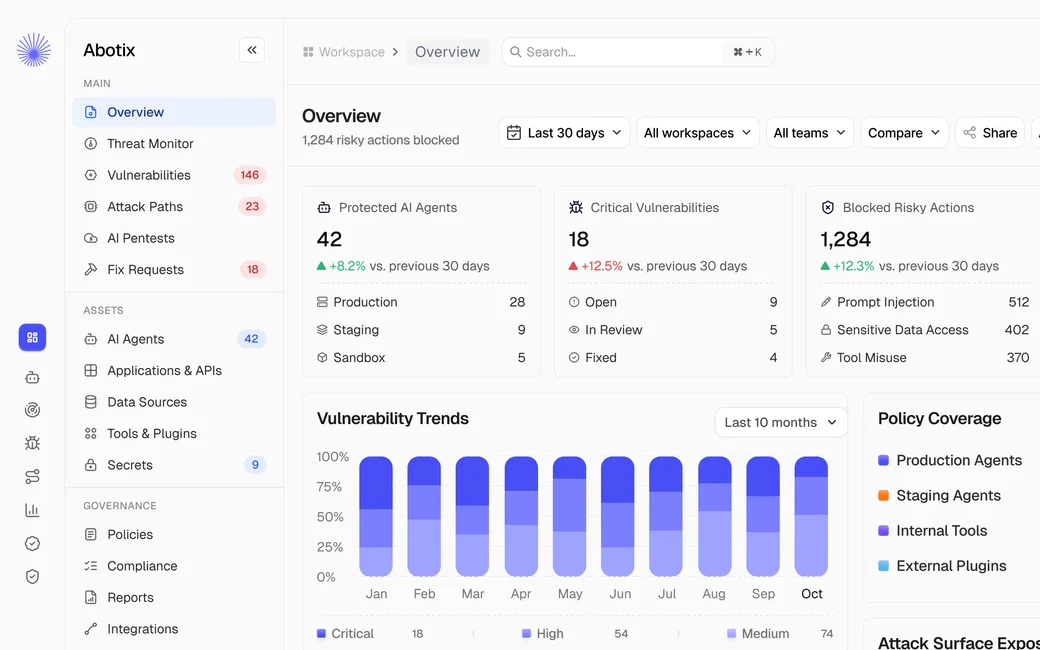 Abotix
MAIN
Overview
Threat Monitor
Vulnerabilities 146
Attack Paths 23
AI Pentests
Fix Requests 18
ASSETS
AI Agents 42
Applications & APIs
Data Sources
Tools & Plugins
Secrets 9
GOVERNANCE
Policies
Compliance
Reports
Integrations
Workspace Overview Search... ⌘+K
Overview
1,284 risky actions blocked
Last 30 days All workspaces All teams Compare Share
Protected AI Agents
42
+8.2% vs. previous 30 days
Production 28
Staging 9
Sandbox 5
Critical Vulnerabilities
18
+12.5% vs. previous 30 days
Open 9
In Review 5
Fixed 4
Blocked Risky Actions
1,284
+12.3% vs. previous 30 days
Prompt Injection 512
Sensitive Data Access 402
Tool Misuse 370
Vulnerability Trends
Last 10 months
100%
75%
50%
25%
0%
Jan Feb Mar Apr May Jun Jul Aug Sep Oct
Critical 18 High 54 Medium 74
Policy Coverage
Production Agents
Staging Agents
Internal Tools
External Plugins
Attack Surface Expos